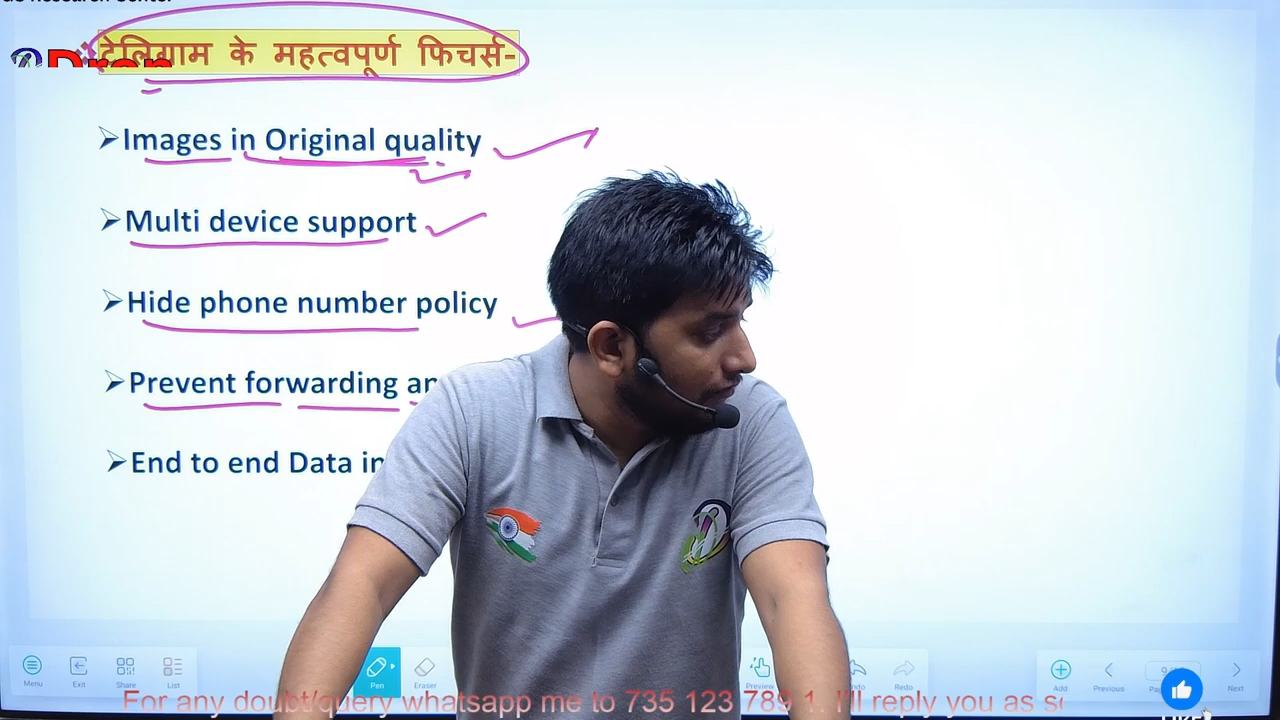 टेलिग्राम के महत्वपूर्ण फिचर्स-
Images in Original quality
Multi device support
Hide phone number policy
Prevent forwarding
End to end Data
Menu
Exit
Share
List
Pen
Eraser
Preview
Redo
Add
Previous
Next
For any doubt/query whatsapp me to 735 123 789 1. I'll reply you as